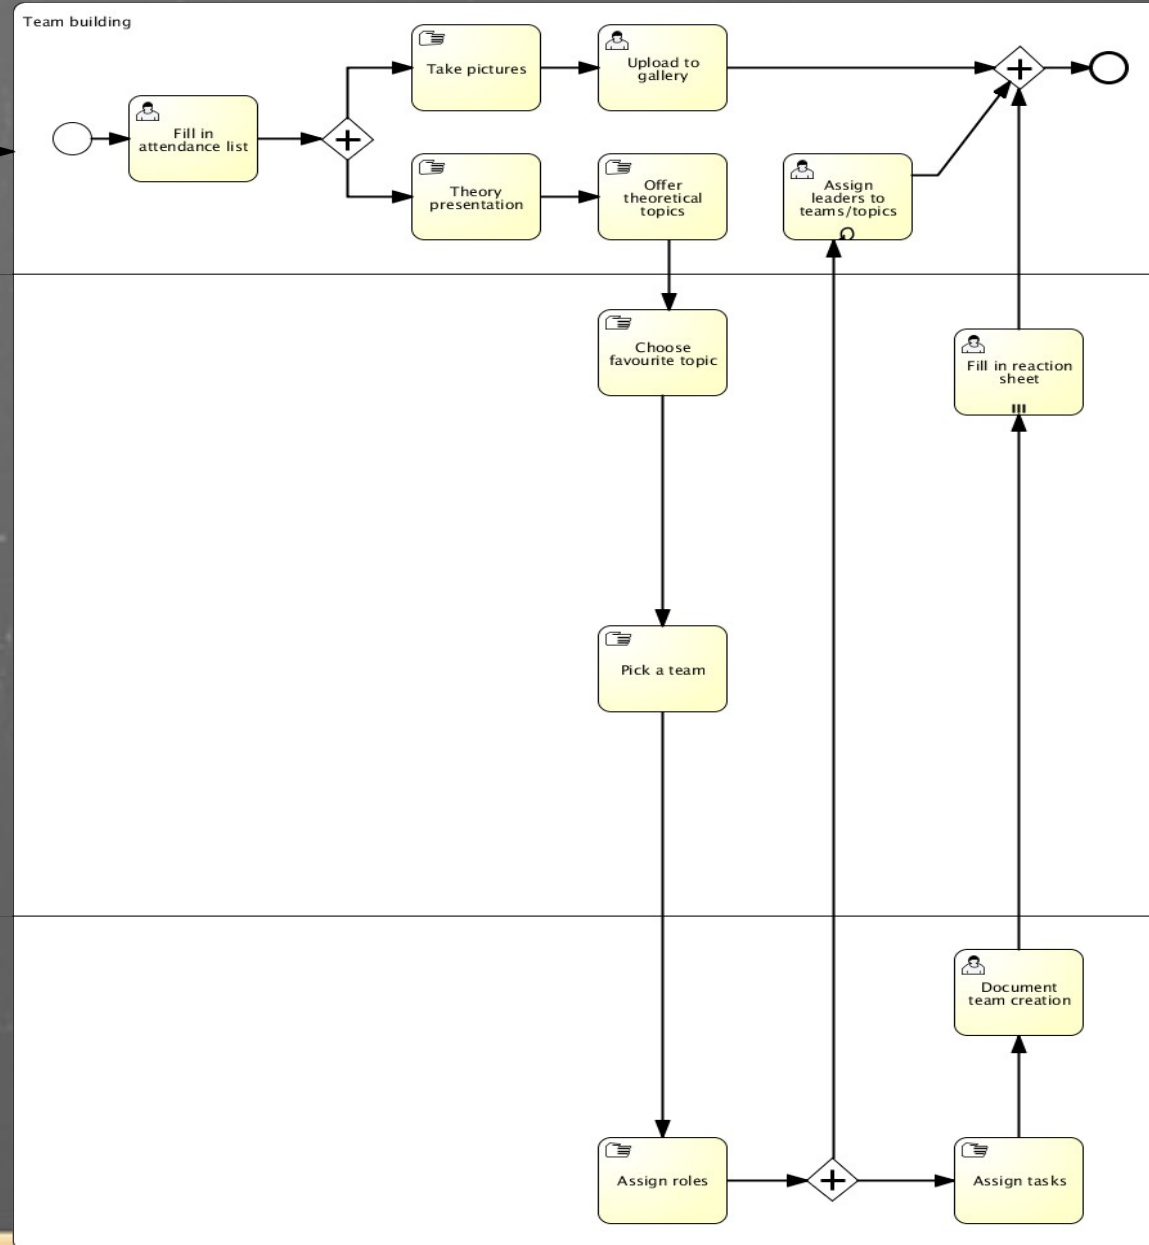 Team building
Take pictures
Upload to
gallery
Fill in
attendance list
Theory
presentation
Offer
theoretical
topics
Assign
leaders to
teams/topics
Choose
favourite topic
Fill in reaction
sheet
Pick a team
Document
team creation
Assign roles
Assign tasks